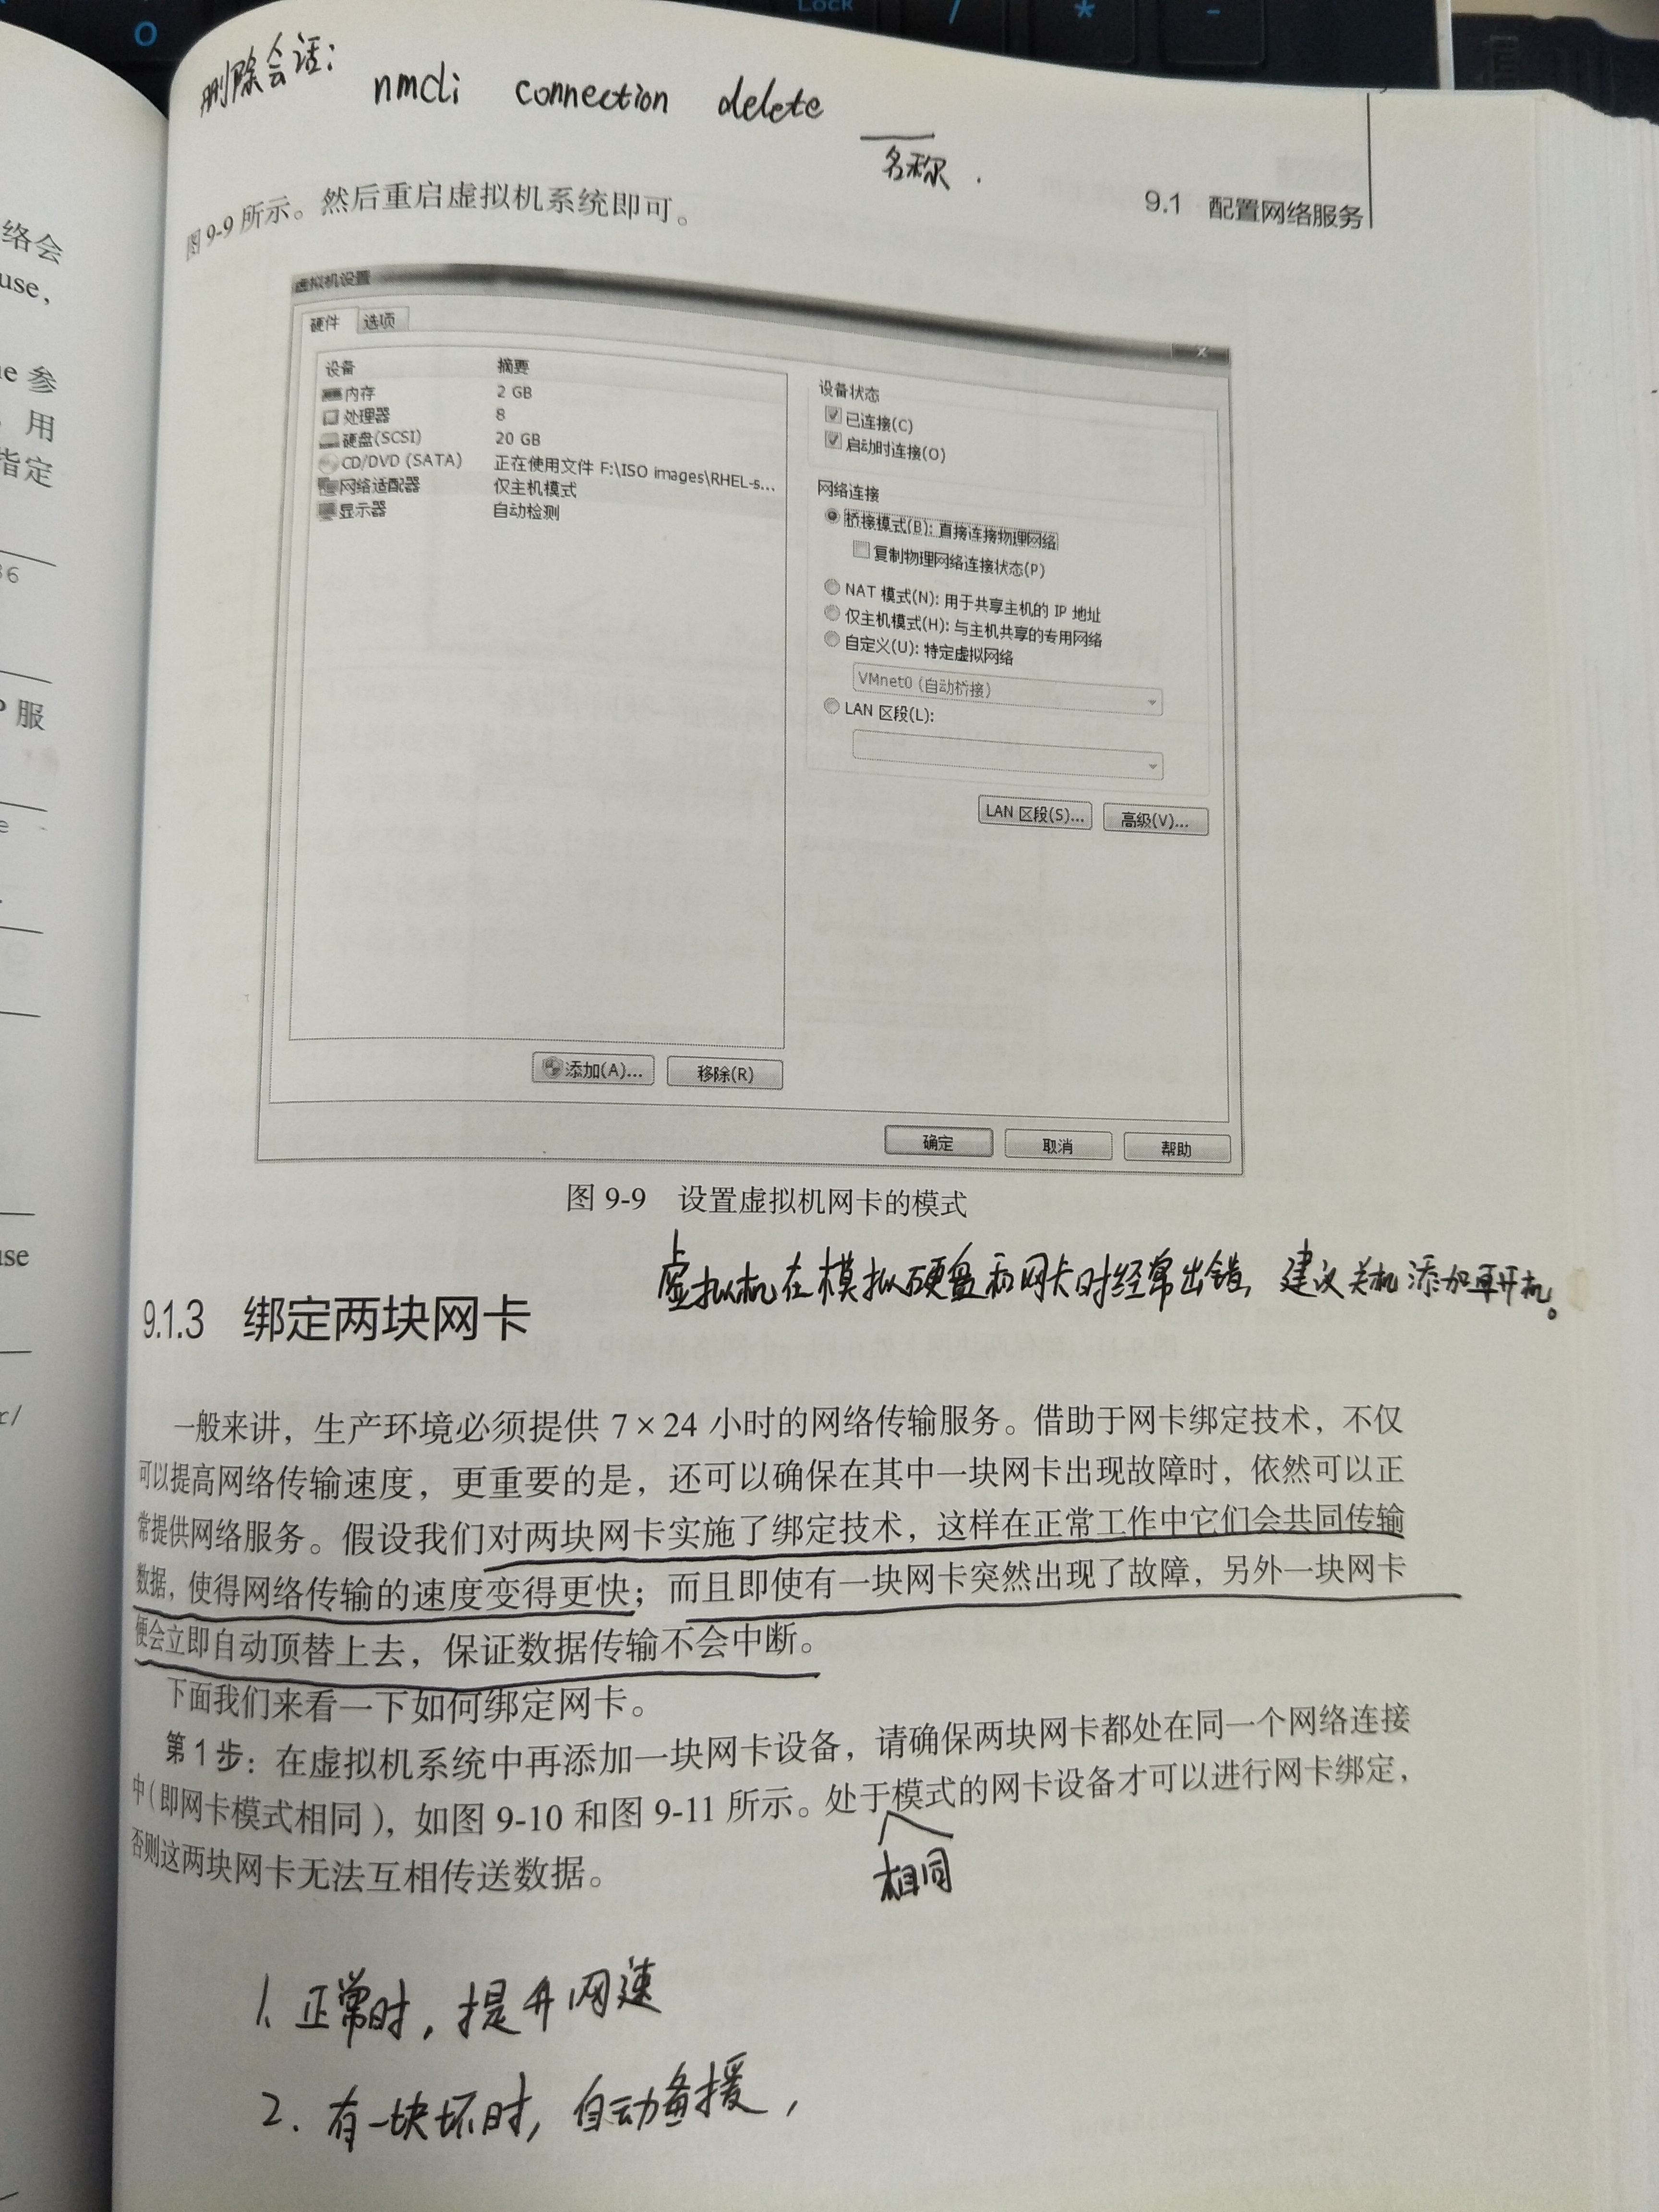 删除会话: nmcli connection delete
名称.
9.1 配置网络服务
图 9-9 所示。然后重启虚拟机系统即可。
虚拟机设置
硬件 选项
设备 摘要
内存 2 GB
处理器 8
硬盘(SCSI) 20 GB
CD/DVD (SATA) 正在使用文件 F:\ISO images\RHEL-s...
网络适配器 仅主机模式
显示器 自动检测
设备状态
已连接(C)
启动时连接(O)
网络连接
桥接模式(B): 直接连接物理网络
复制物理网络连接状态(P)
NAT 模式(N): 用于共享主机的 IP 地址
仅主机模式(H): 与主机共享的专用网络
自定义(U): 特定虚拟网络
VMnet0 (自动桥接)
LAN 区段(L):
LAN 区段(S)... 高级(V)...
添加(A)... 移除(R)
确定 取消 帮助
图 9-9 设置虚拟机网卡的模式
虚拟机在模拟硬盘和网卡时经常出错, 建议关机添加再开机。
9.1.3 绑定两块网卡
一般来讲，生产环境必须提供 7×24 小时的网络传输服务。借助于网卡绑定技术，不仅
可以提高网络传输速度，更重要的是，还可以确保在其中一块网卡出现故障时，依然可以正
常提供网络服务。假设我们对两块网卡实施了绑定技术，这样在正常工作中它们会共同传输
数据，使得网络传输的速度变得更快；而且即使有一块网卡突然出现了故障，另外一块网卡
便会立即自动顶替上去，保证数据传输不会中断。
下面我们来看一下如何绑定网卡。
第 1 步：在虚拟机系统中再添加一块网卡设备，请确保两块网卡都处在同一个网络连接
中（即网卡模式相同），如图 9-10 和图 9-11 所示。处于模式的网卡设备才可以进行网卡绑定，
相同
否则这两块网卡无法互相传送数据。
1. 正常时, 提升网速
2. 有一块坏时, 自动备援,
络会
use,
参
用
指定
36
服
e
use
c/
Lock
/
*
-